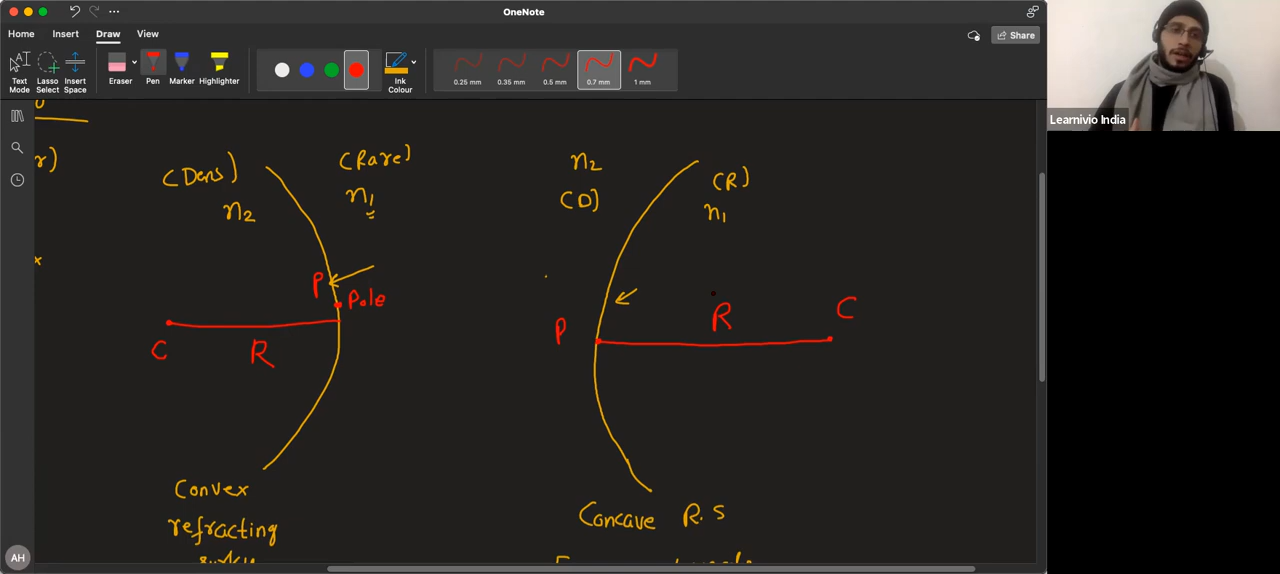 OneNote
Home Insert Draw View
Share
Text Mode
Lasso Select
Insert Space
Eraser
Pen
Marker
Highlighter
Ink Colour
0.25 mm
0.35 mm
0.5 mm
0.7 mm
1 mm
Learnivio India
r)
(Dens)
n2
(Rare)
n1
P
Pole
C
R
Convex
refracting
n2
(D)
(R)
n1
P
R
C
Concave R.S
AH